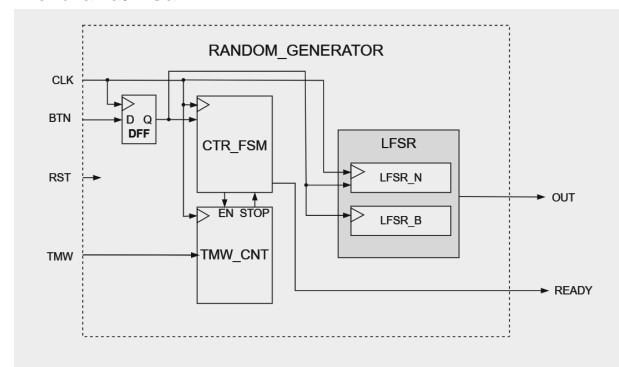 RANDOM_GENERATOR
CLK
BTN
D Q
DFF
CTR_FSM
LFSR
LFSR_N
RST
OUT
EN STOP
LFSR_B
TMW
TMW_CNT
READY